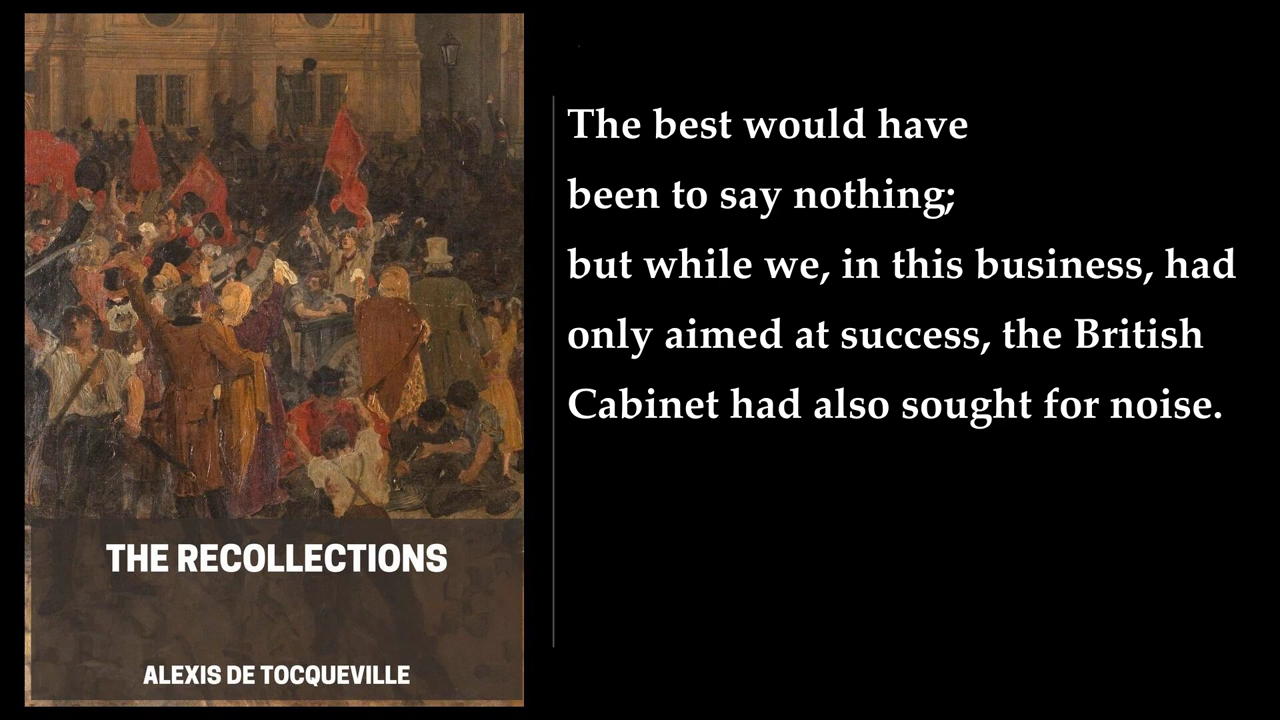 THE RECOLLECTIONS
ALEXIS DE TOCQUEVILLE
The best would have
been to say nothing;
but while we, in this business, had
only aimed at success, the British
Cabinet had also sought for noise.